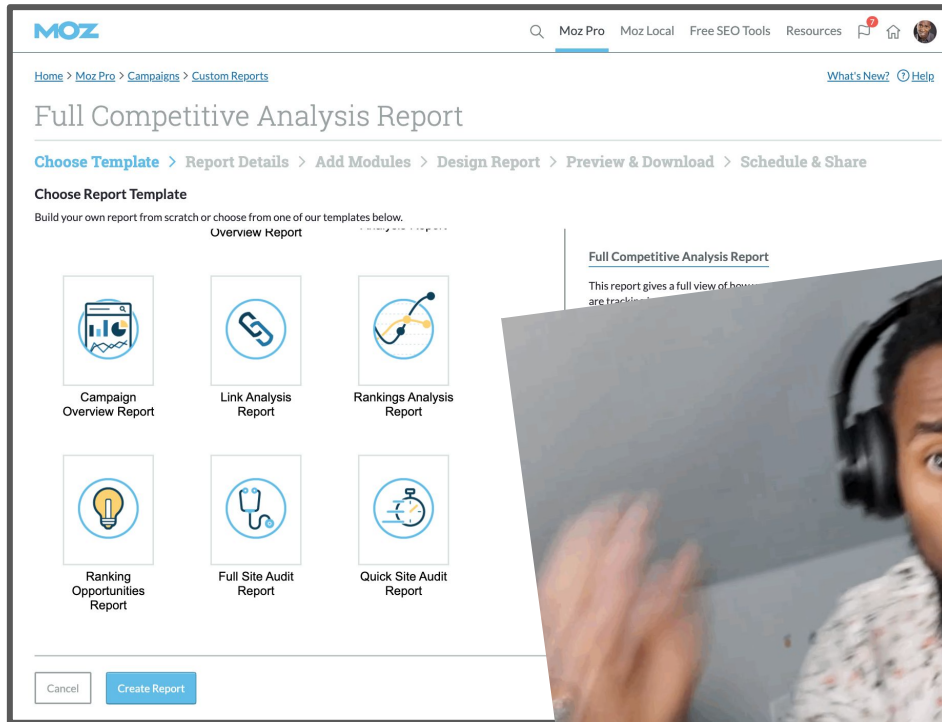 MOZ
Moz Pro Moz Local Free SEO Tools Resources 7
Home > Moz Pro > Campaigns > Custom Reports
What's New? ? Help
Full Competitive Analysis Report
Choose Template > Report Details > Add Modules > Design Report > Preview & Download > Schedule & Share
Choose Report Template
Build your own report from scratch or choose from one of our templates below.
Overview Report
Full Competitive Analysis Report
This report gives a full view of how
are tracking
Campaign
Overview Report
Link Analysis
Report
Rankings Analysis
Report
Ranking
Opportunities
Report
Full Site Audit
Report
Quick Site Audit
Report
Cancel
Create Report